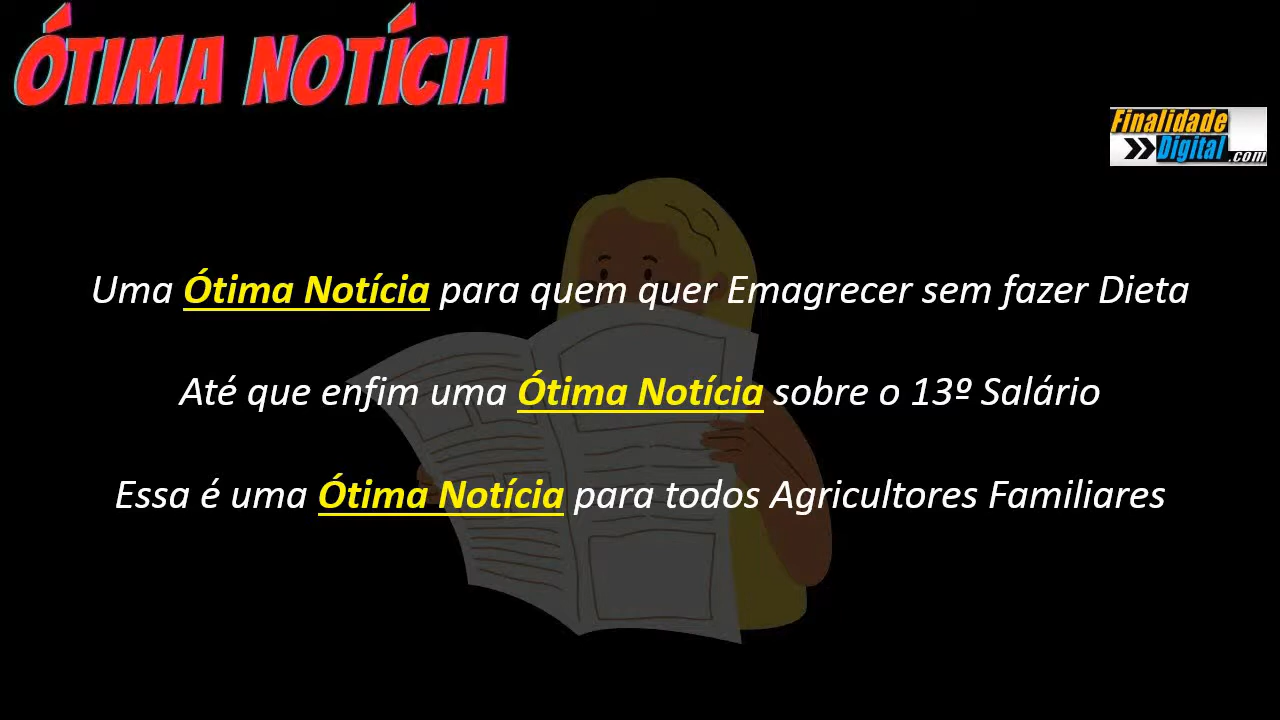 ÓTIMA NOTÍCIA
Finalidade
Digital .com
Uma Ótima Notícia para quem quer Emagrecer sem fazer Dieta
Até que enfim uma Ótima Notícia sobre o 13º Salário
Essa é uma Ótima Notícia para todos Agricultores Familiares